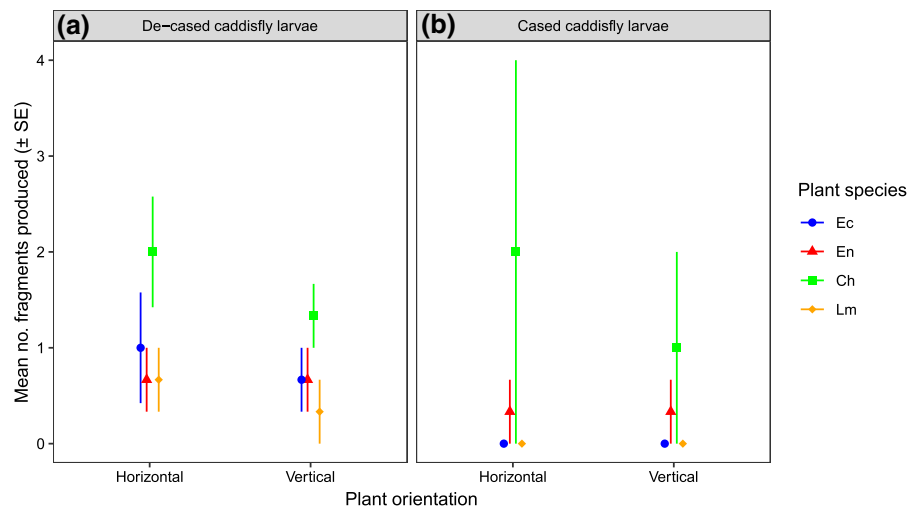 (a) De−cased caddisfly larvae
(b) Cased caddisfly larvae
Mean no. fragments produced (± SE)
4
3
2
1
0
Horizontal Vertical
Horizontal Vertical
Plant orientation
Plant species
Ec
En
Ch
Lm